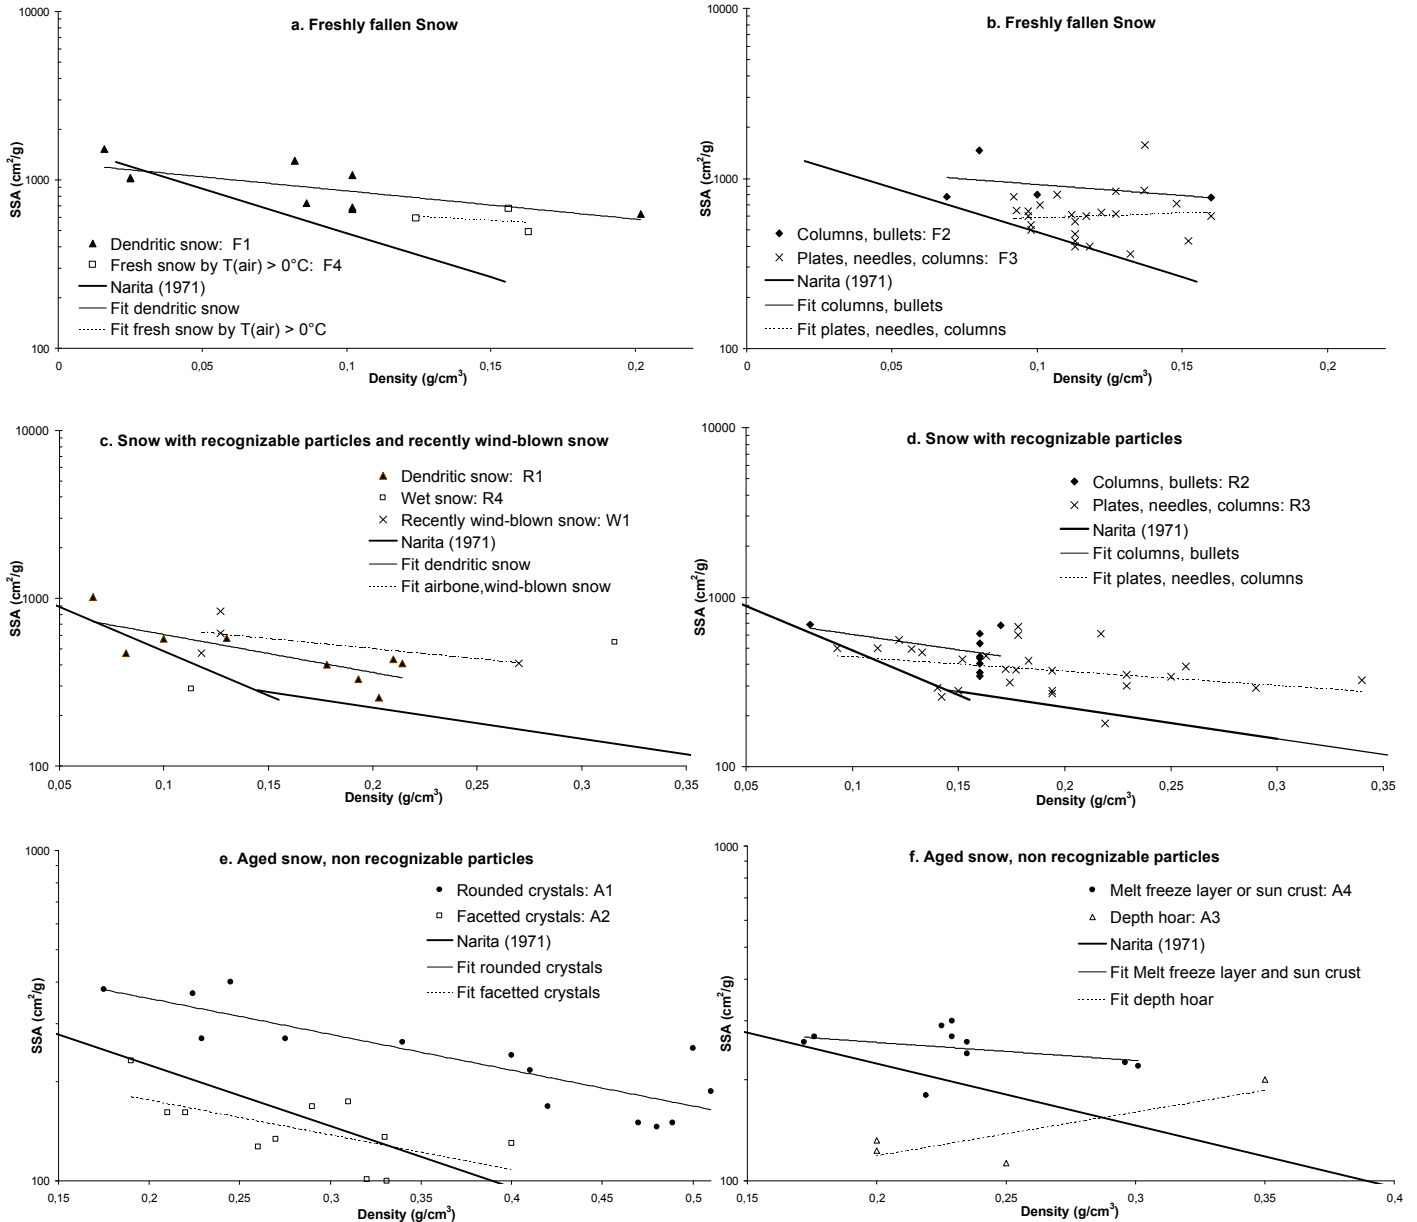 a. Freshly fallen Snow
10000
1000
100
SSA (cm²/g)
Dendritic snow: F1
Fresh snow by T(air) > 0°C: F4
Narita (1971)
Fit dendritic snow
Fit fresh snow by T(air) > 0°C
0 0,05 0,1 0,15 0,2
Density (g/cm³)
b. Freshly fallen Snow
10000
1000
100
SSA (cm²/g)
Columns, bullets: F2
Plates, needles, columns: F3
Narita (1971)
Fit columns, bullets
Fit plates, needles, columns
0 0,05 0,1 0,15 0,2
Density (g/cm³)
c. Snow with recognizable particles and recently wind-blown snow
10000
1000
100
SSA (cm²/g)
Dendritic snow: R1
Wet snow: R4
Recently wind-blown snow: W1
Narita (1971)
Fit dendritic snow
Fit airbone,wind-blown snow
0,05 0,1 0,15 0,2 0,25 0,3 0,35
Density (g/cm³)
d. Snow with recognizable particles
10000
1000
100
SSA (cm²/g)
Columns, bullets: R2
Plates, needles, columns: R3
Narita (1971)
Fit columns, bullets
Fit plates, needles, columns
0,05 0,1 0,15 0,2 0,25 0,3 0,35
Density (g/cm³)
e. Aged snow, non recognizable particles
1000
100
SSA (cm²/g)
Rounded crystals: A1
Facetted crystals: A2
Narita (1971)
Fit rounded crystals
Fit facetted crystals
0,15 0,2 0,25 0,3 0,35 0,4 0,45 0,5
Density (g/cm³)
f. Aged snow, non recognizable particles
1000
100
SSA (cm²/g)
Melt freeze layer or sun crust: A4
Depth hoar: A3
Narita (1971)
Fit Melt freeze layer and sun crust
Fit depth hoar
0,15 0,2 0,25 0,3 0,35 0,4
Density (g/cm³)